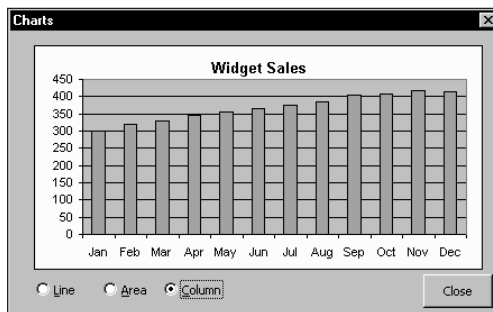 Charts
Widget Sales
450
400
350
300
250
200
150
100
50
0
Jan Feb Mar Apr May Jun Jul Aug Sep Oct Nov Dec
Line Area Column Close